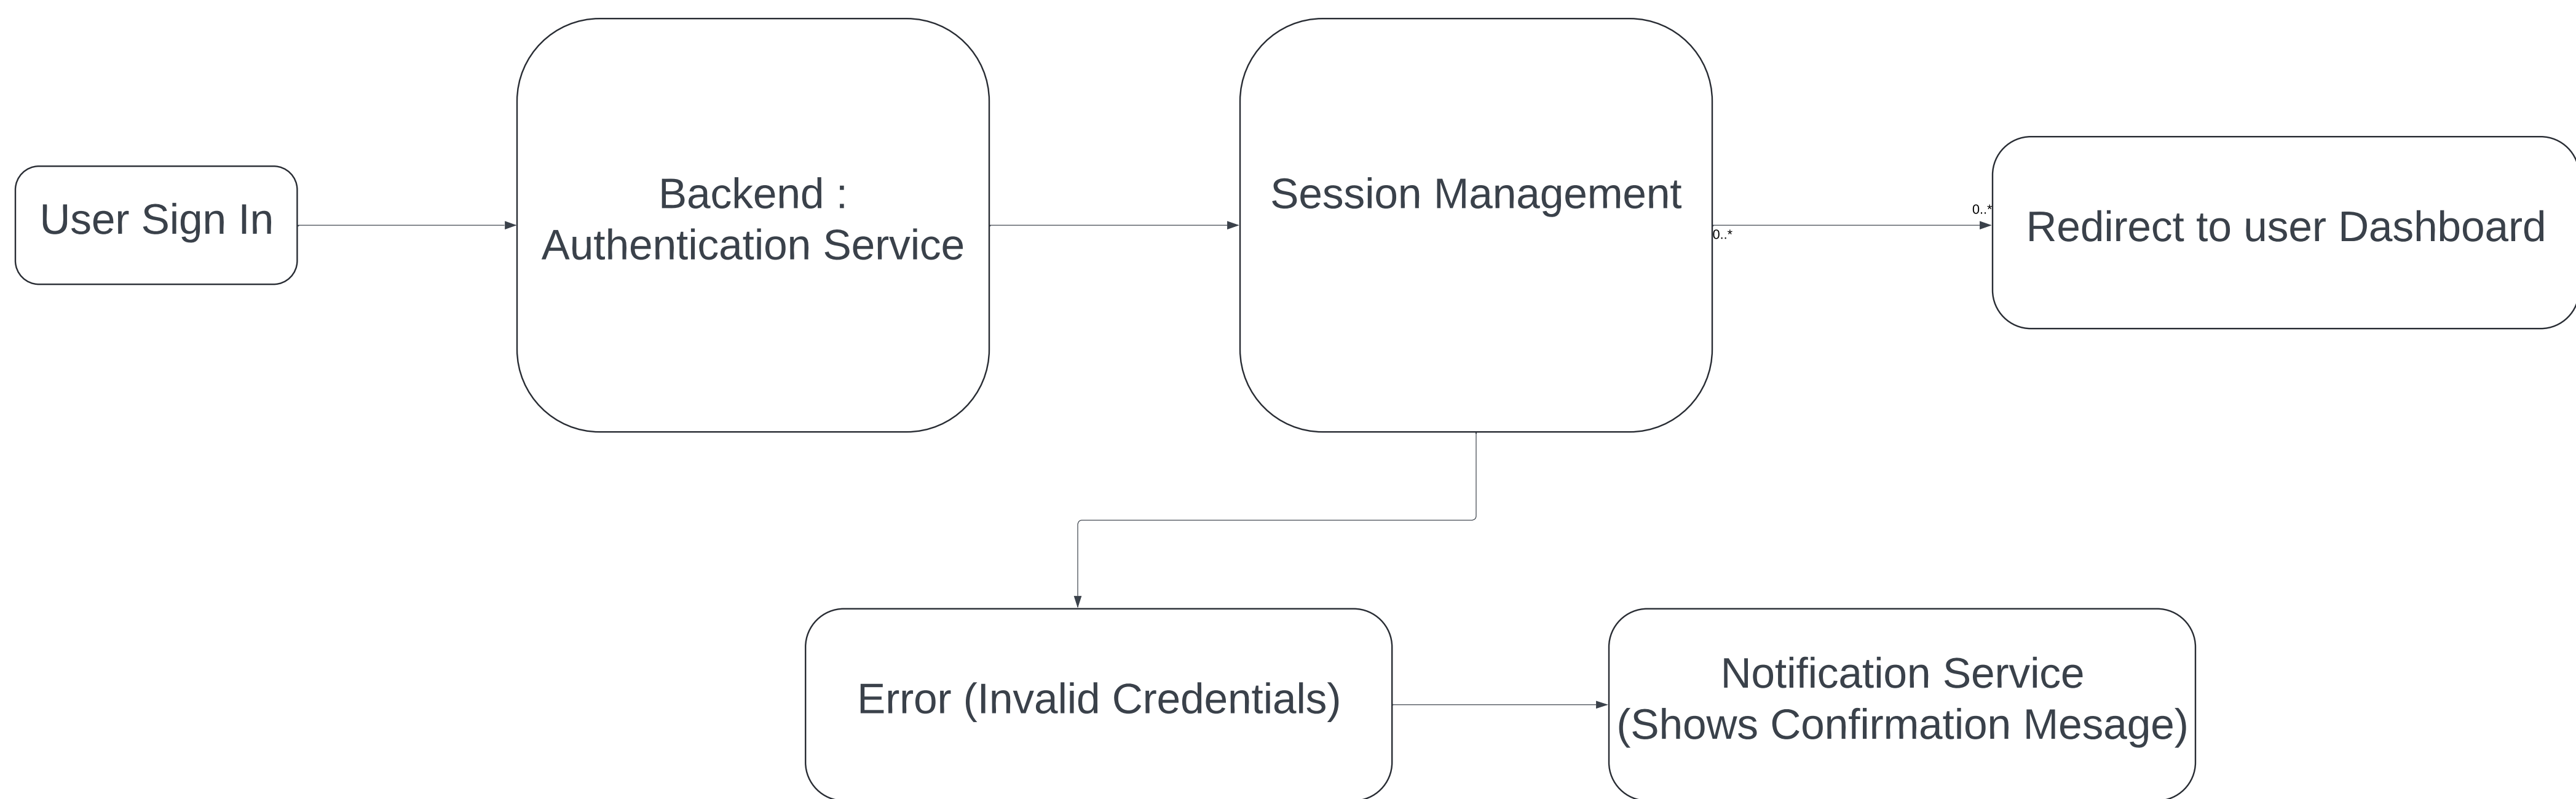 User Sign In
Backend :
Authentication Service
Session Management
0..*
0..*
Redirect to user Dashboard
Error (Invalid Credentials)
Notification Service
(Shows Confirmation Mesage)